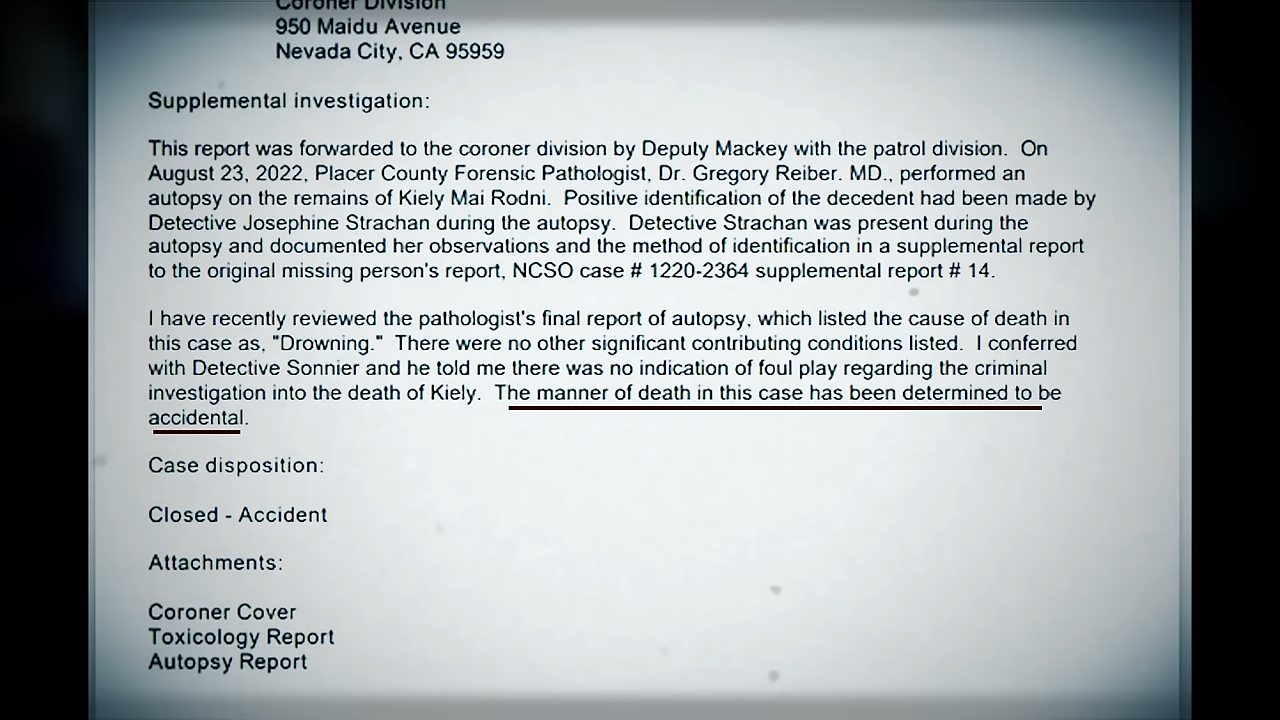 Coroner Division
950 Maidu Avenue
Nevada City, CA 95959
Supplemental investigation:
This report was forwarded to the coroner division by Deputy Mackey with the patrol division.  On
August 23, 2022, Placer County Forensic Pathologist, Dr. Gregory Reiber. MD., performed an
autopsy on the remains of Kiely Mai Rodni.  Positive identification of the decedent had been made by
Detective Josephine Strachan during the autopsy.  Detective Strachan was present during the
autopsy and documented her observations and the method of identification in a supplemental report
to the original missing person's report, NCSO case # 1220-2364 supplemental report # 14.
I have recently reviewed the pathologist's final report of autopsy, which listed the cause of death in
this case as, "Drowning."  There were no other significant contributing conditions listed.  I conferred
with Detective Sonnier and he told me there was no indication of foul play regarding the criminal
investigation into the death of Kiely.  The manner of death in this case has been determined to be
accidental.
Case disposition:
Closed - Accident
Attachments:
Coroner Cover
Toxicology Report
Autopsy Report